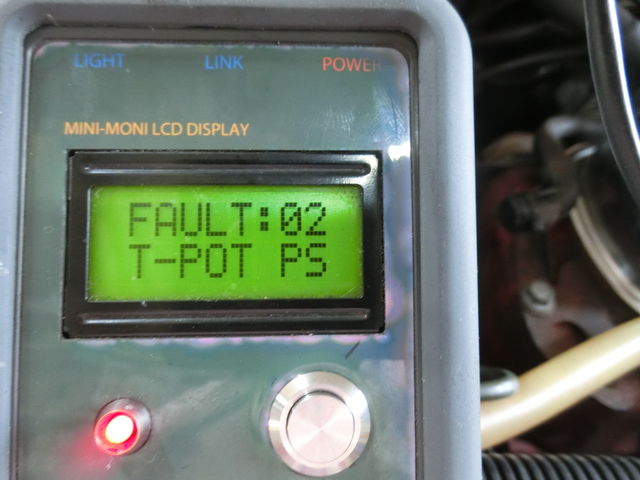 LIGHT LINK POWER
MINI-MONI LCD DISPLAY
FAULT:02
T-POT PS